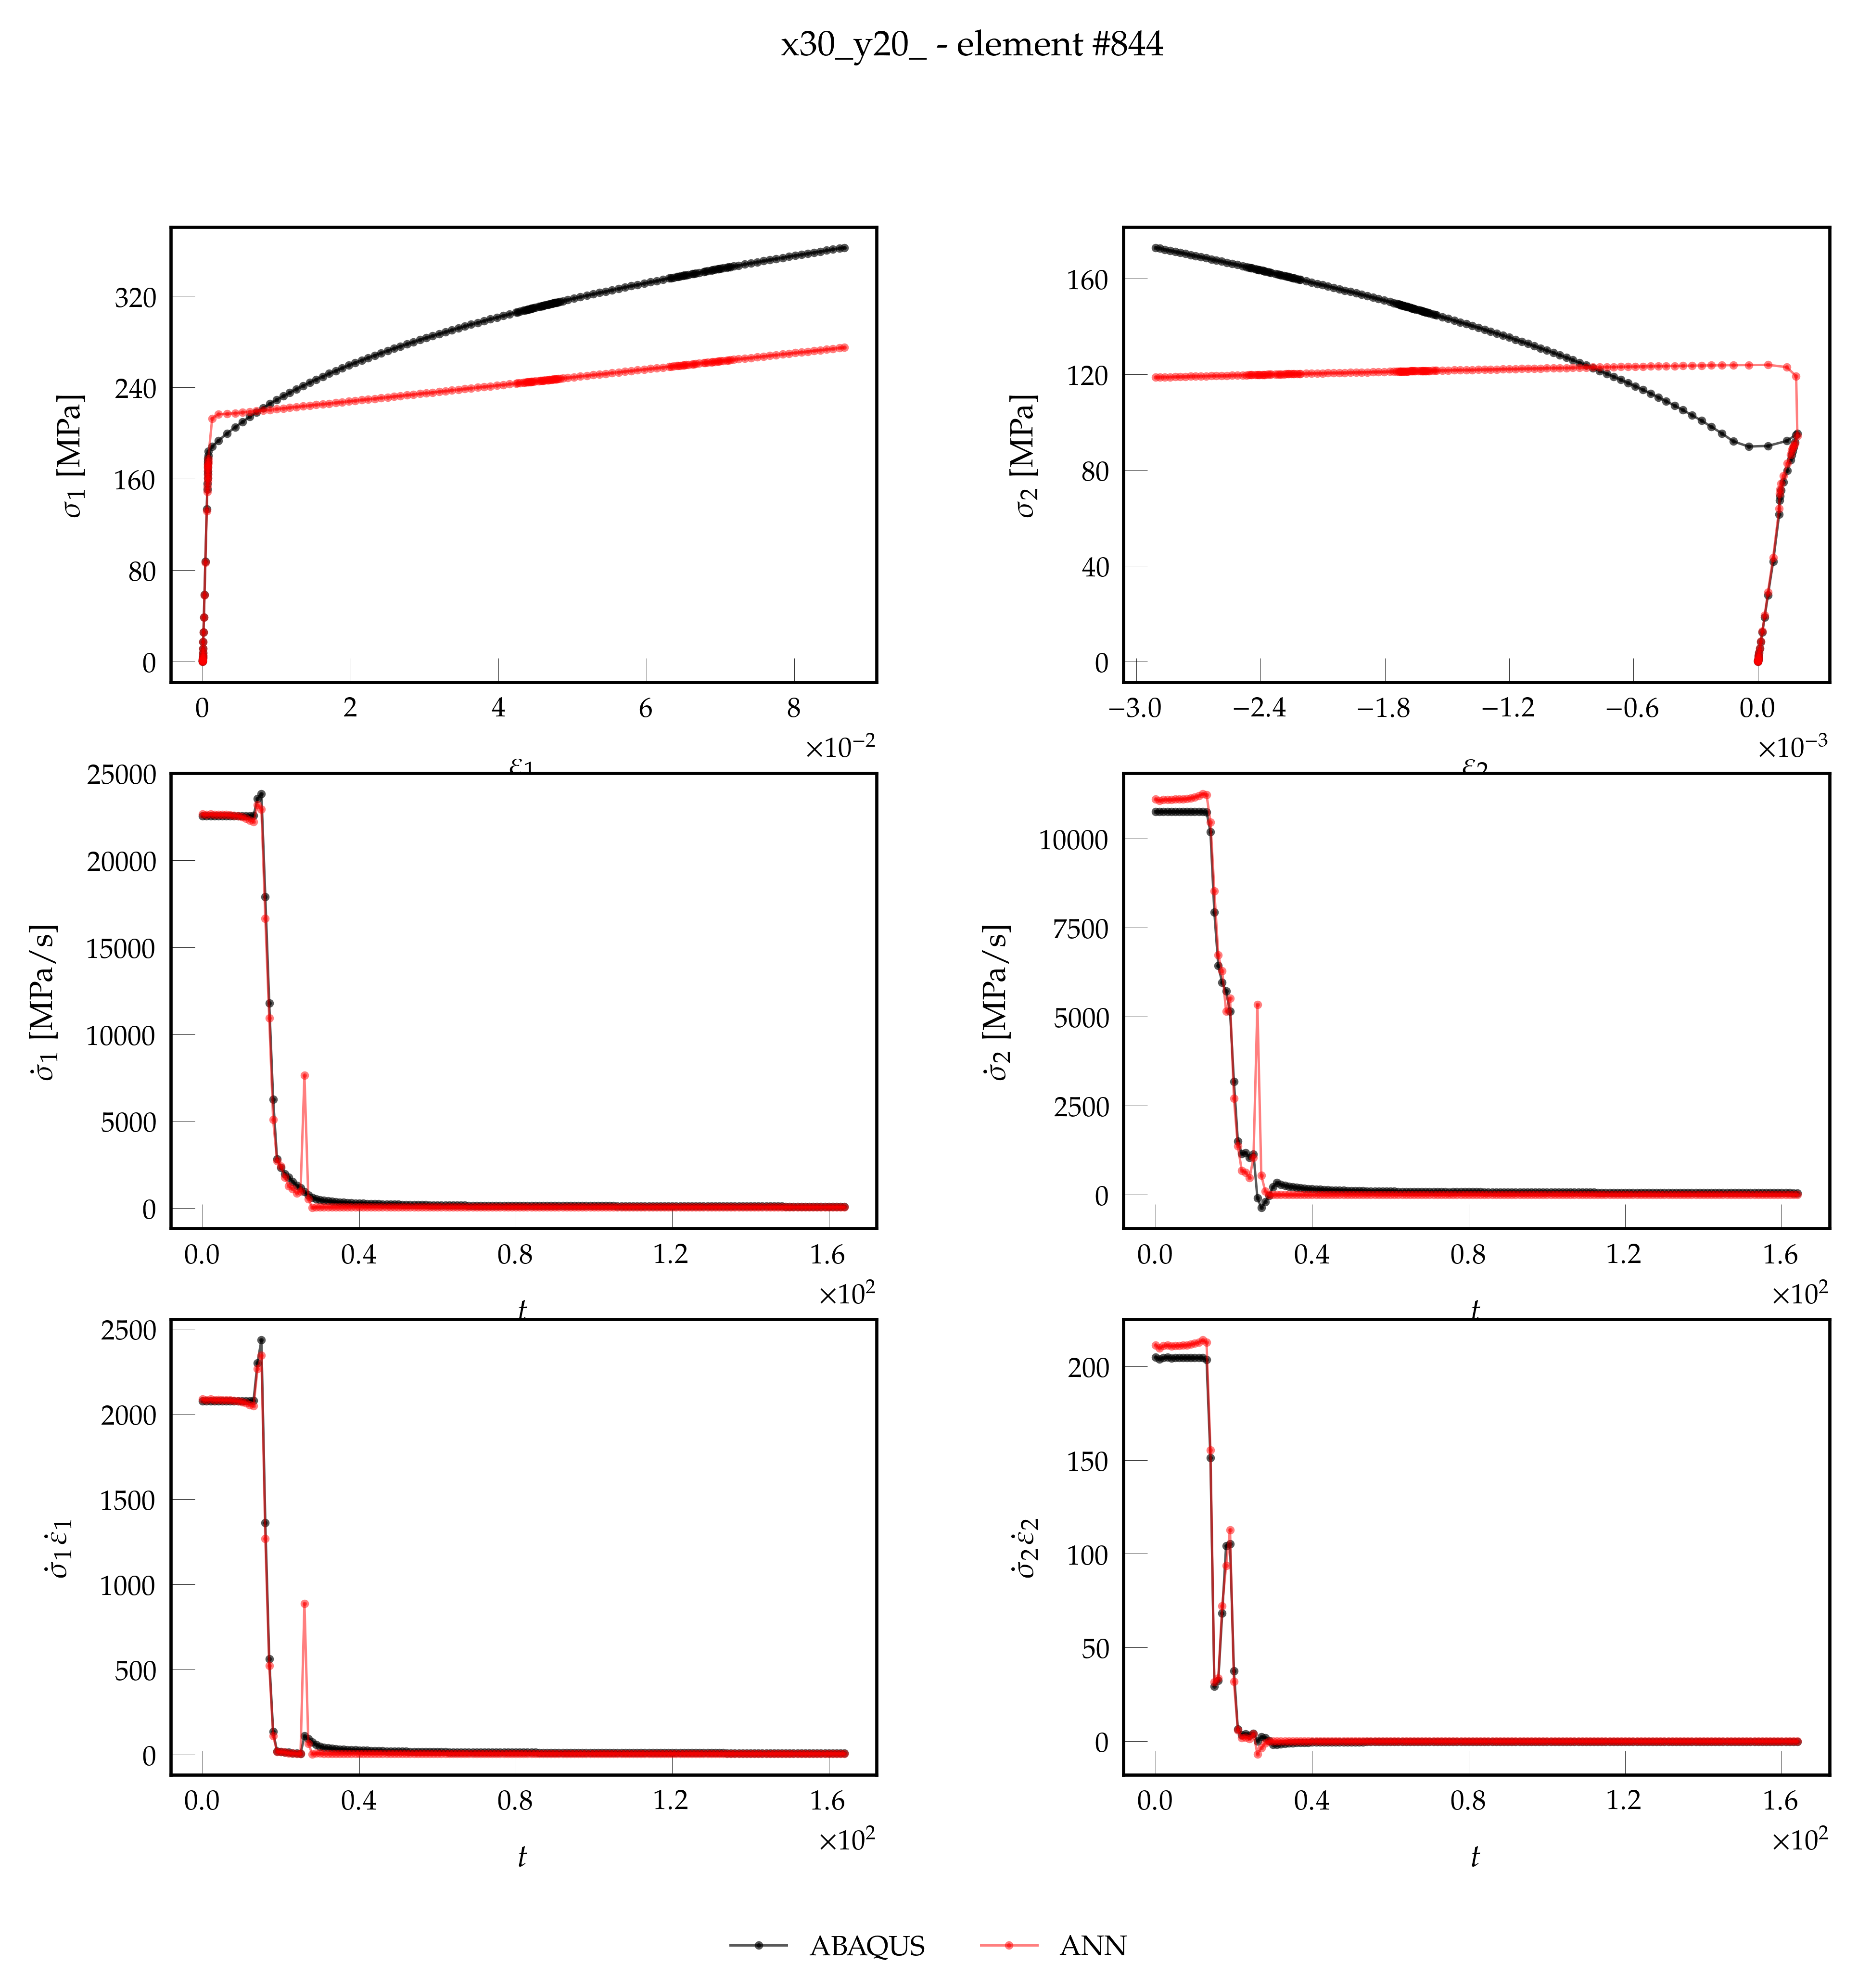 x30_y20_ - element #844
σ1 [MPa]
320
240
160
80
0
0 2 4 6 8
×10−2
ε1
σ2 [MPa]
160
120
80
40
0
−3.0 −2.4 −1.8 −1.2 −0.6 0.0
×10−3
ε2
σ̇1 [MPa/s]
25000
20000
15000
10000
5000
0
0.0 0.4 0.8 1.2 1.6
×10²
t
σ̇2 [MPa/s]
10000
7500
5000
2500
0
0.0 0.4 0.8 1.2 1.6
×10²
t
σ̇1ε̇1
2500
2000
1500
1000
500
0
0.0 0.4 0.8 1.2 1.6
×10²
t
σ̇2ε̇2
200
150
100
50
0
0.0 0.4 0.8 1.2 1.6
×10²
t
ABAQUS ANN